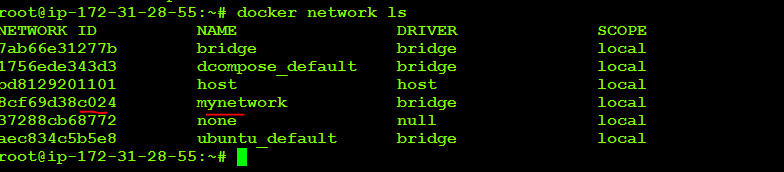 root@ip-172-31-28-55:~# docker network ls
NETWORK ID NAME DRIVER SCOPE
7ab66e31277b bridge bridge local
1756ede343d3 dcompose_default bridge local
bd8129201101 host host local
8cf69d38c024 mynetwork bridge local
37288cb68772 none null local
aec834c5b5e8 ubuntu_default bridge local
root@ip-172-31-28-55:~#